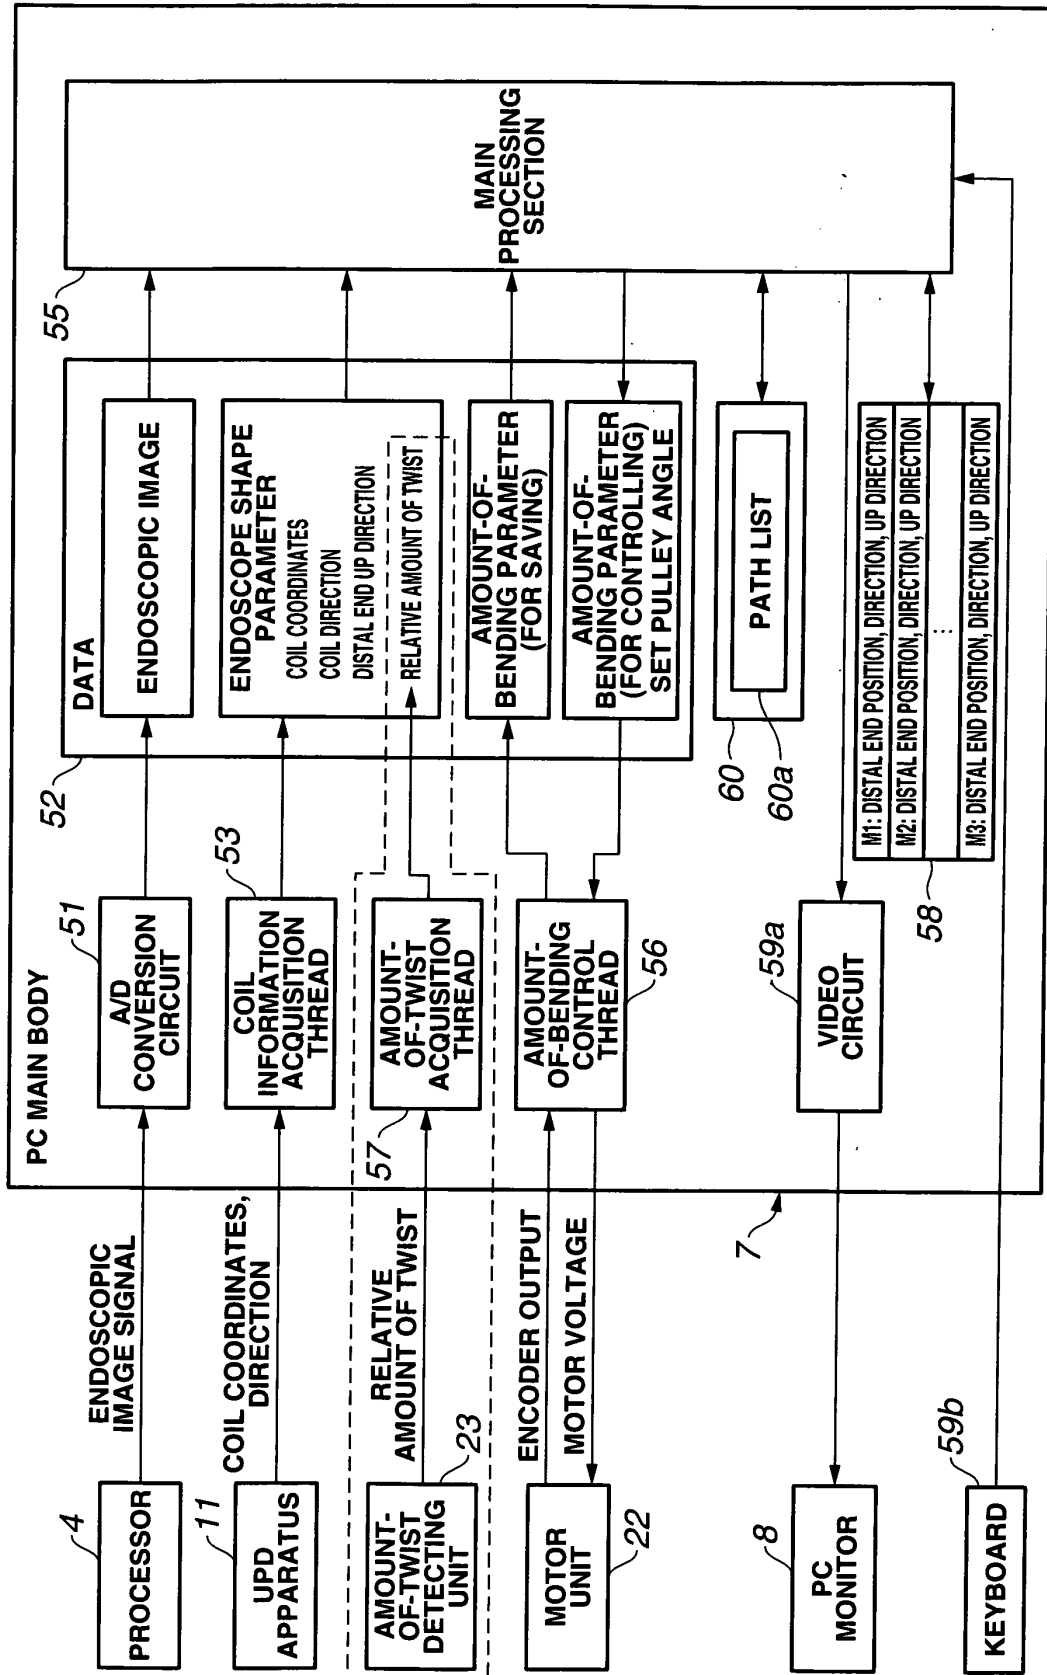 PC MAIN BODY
4
PROCESSOR
ENDOSCOPIC
IMAGE SIGNAL
51
A/D
CONVERSION
CIRCUIT
52
DATA
ENDOSCOPIC IMAGE
55
MAIN
PROCESSING
SECTION
11
UPD
APPARATUS
COIL COORDINATES,
DIRECTION
53
COIL
INFORMATION
ACQUISITION
THREAD
ENDOSCOPE SHAPE
PARAMETER
COIL COORDINATES
COIL DIRECTION
DISTAL END UP DIRECTION
RELATIVE AMOUNT OF TWIST
AMOUNT-
OF-TWIST
DETECTING
UNIT
23
RELATIVE
AMOUNT OF TWIST
57
AMOUNT-
OF-TWIST
ACQUISITION
THREAD
MOTOR
UNIT
22
ENCODER OUTPUT
MOTOR VOLTAGE
AMOUNT-
OF-BENDING
CONTROL
THREAD
56
AMOUNT-OF-
BENDING PARAMETER
(FOR SAVING)
AMOUNT-OF-
BENDING PARAMETER
(FOR CONTROLLING)
SET PULLEY ANGLE
60
PATH LIST
60a
8
PC
MONITOR
7
59a
VIDEO
CIRCUIT
M1: DISTAL END POSITION, DIRECTION, UP DIRECTION
M2: DISTAL END POSITION, DIRECTION, UP DIRECTION
...
M3: DISTAL END POSITION, DIRECTION, UP DIRECTION
58
KEYBOARD
59b